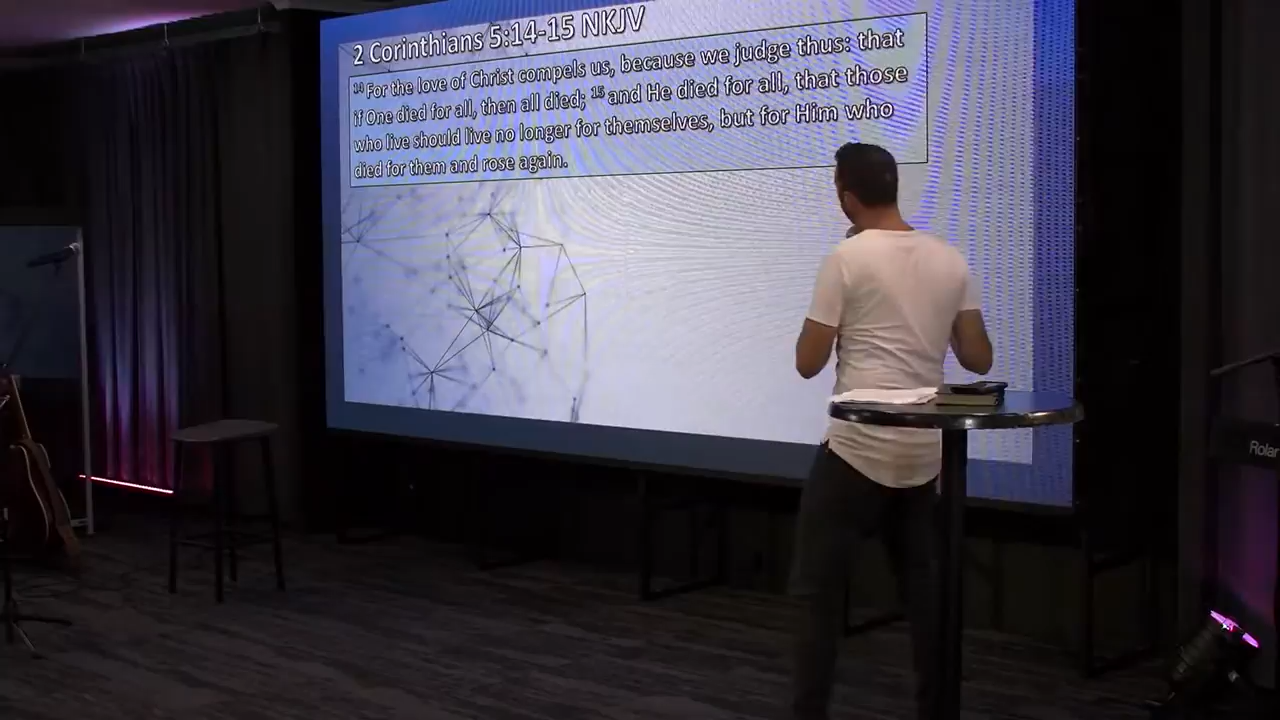 2 Corinthians 5:14-15 NKJV
14 For the love of Christ compels us, because we judge thus: that
if One died for all, then all died; 15 and He died for all, that those
who live should live no longer for themselves, but for Him who
died for them and rose again.
Rolan